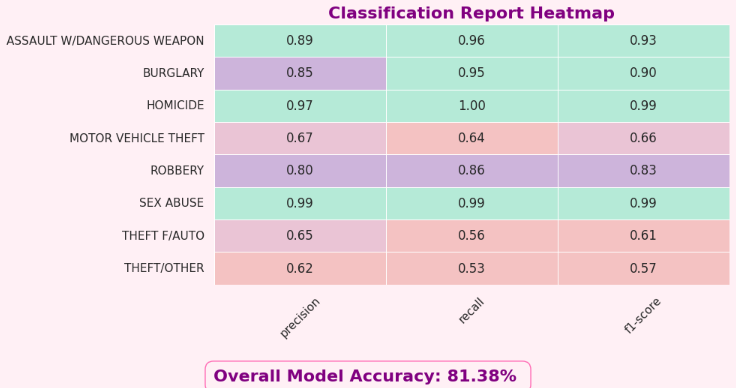 Classification Report Heatmap
ASSAULT W/DANGEROUS WEAPON 0.89 0.96 0.93
BURGLARY 0.85 0.95 0.90
HOMICIDE 0.97 1.00 0.99
MOTOR VEHICLE THEFT 0.67 0.64 0.66
ROBBERY 0.80 0.86 0.83
SEX ABUSE 0.99 0.99 0.99
THEFT F/AUTO 0.65 0.56 0.61
THEFT/OTHER 0.62 0.53 0.57
precision recall f1-score
Overall Model Accuracy: 81.38%